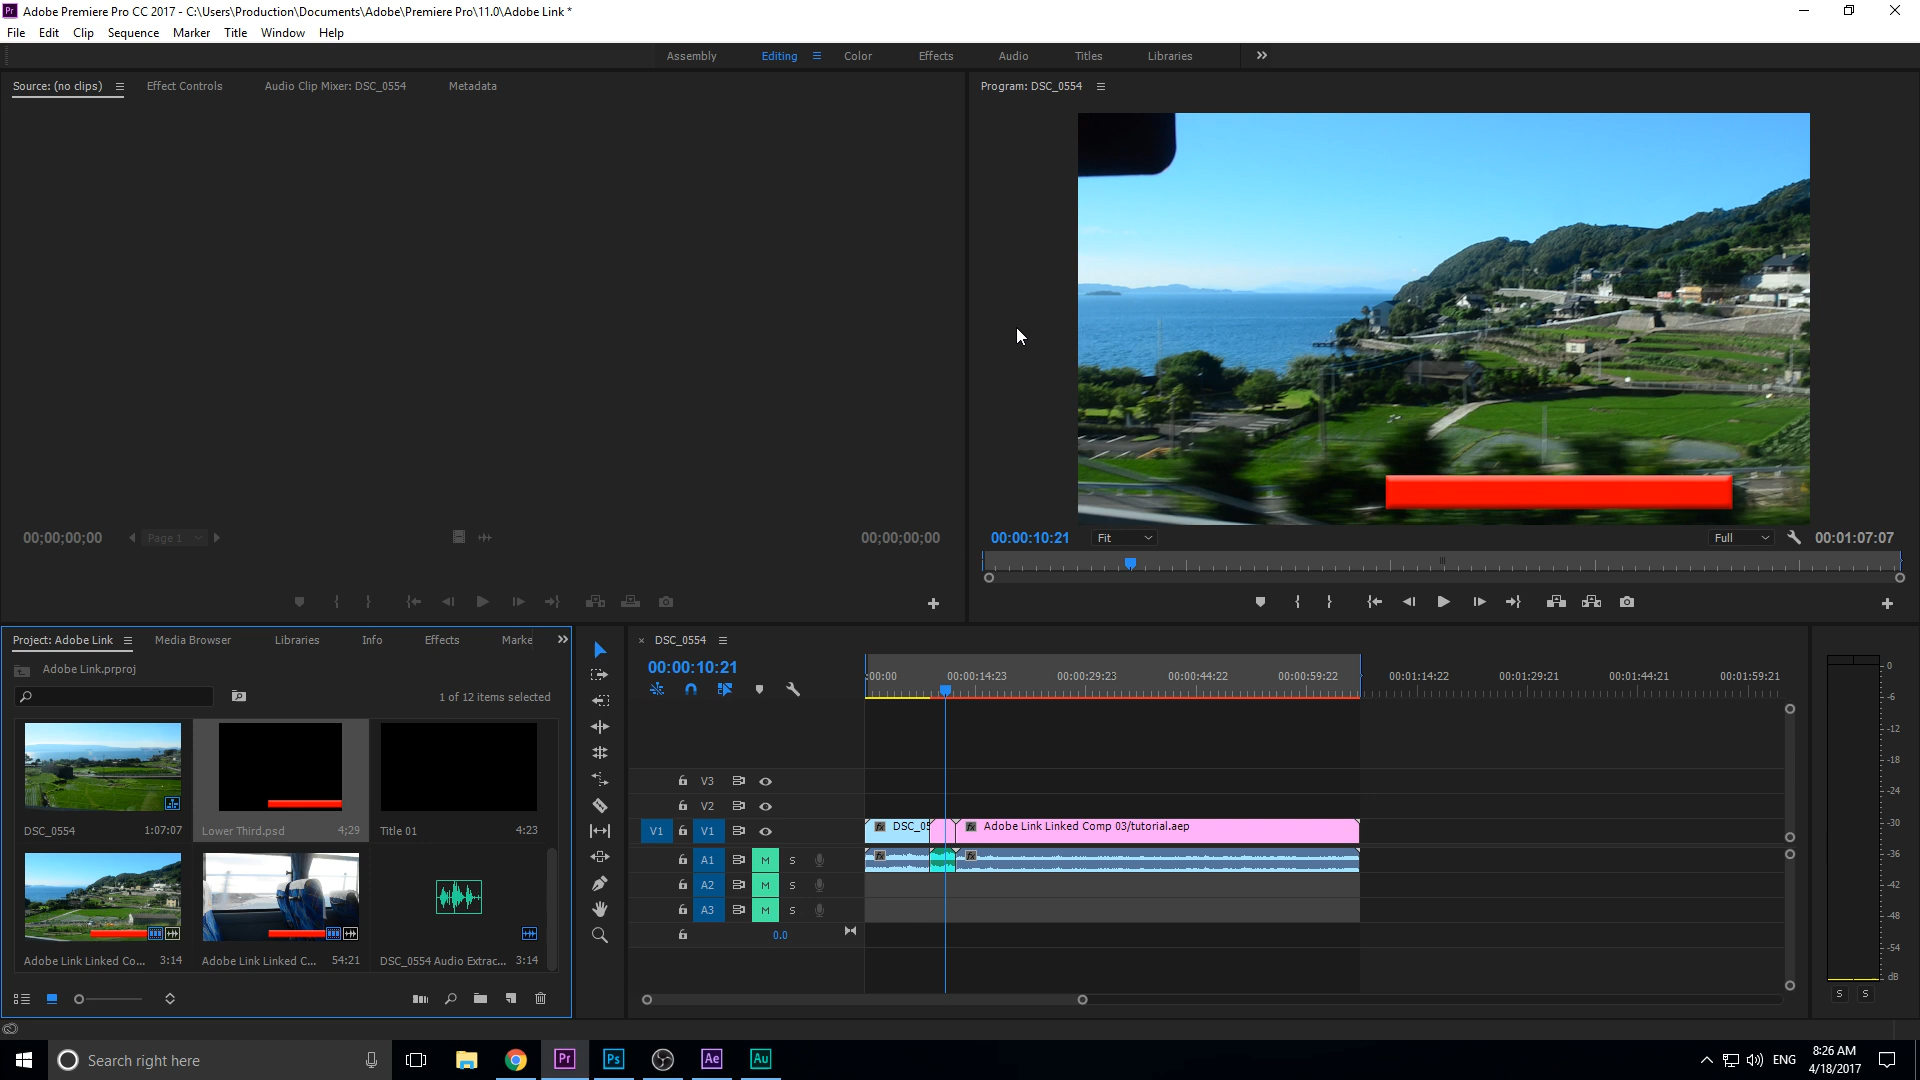 Pr Adobe Premiere Pro CC 2017 - C:\Users\Production\Documents\Adobe\Premiere Pro\11.0\Adobe Link *
File Edit Clip Sequence Marker Title Window Help
Assembly Editing Color Effects Audio Titles Libraries
Source: (no clips) Effect Controls Audio Clip Mixer: DSC_0554 Metadata
Program: DSC_0554
00;00;00;00 Page 1 00;00;00;00
00:00:10:21 Fit Full 00:01:07:07
Project: Adobe Link Media Browser Libraries Info Effects Marke
Adobe Link.prproj
1 of 12 items selected
DSC_0554 1:07:07 Lower Third.psd 4;29 Title 01 4:23
Adobe Link Linked Co... 3:14 Adobe Link Linked C... 54:21 DSC_0554 Audio Extrac... 3:14
× DSC_0554
00:00:10:21
:00:00 00:00:14:23 00:00:29:23 00:00:44:22 00:00:59:22 00:01:14:22 00:01:29:21 00:01:44:21 00:01:59:21
V3
V2
V1 V1 fx DSC_05 fx Adobe Link Linked Comp 03/tutorial.aep
A1 M S fx fx
A2 M S
A3 M S
0.0
0
-6
-12
-18
-24
-30
-36
-42
-48
-54
dB
S S
Search right here
Pr Ps Ae Au
ENG
8:26 AM
4/18/2017